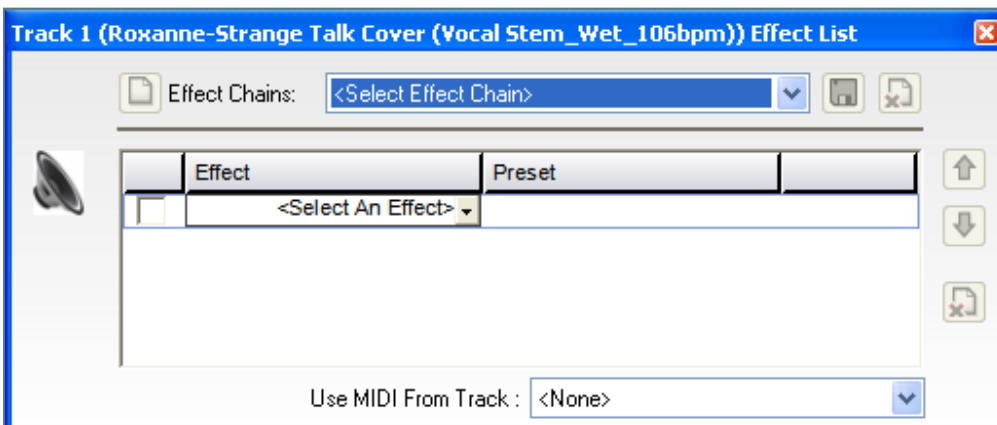 Track 1 (Roxanne-Strange Talk Cover (Vocal Stem_Wet_106bpm)) Effect List
Effect Chains: <Select Effect Chain>
Effect Preset
<Select An Effect>
Use MIDI From Track : <None>